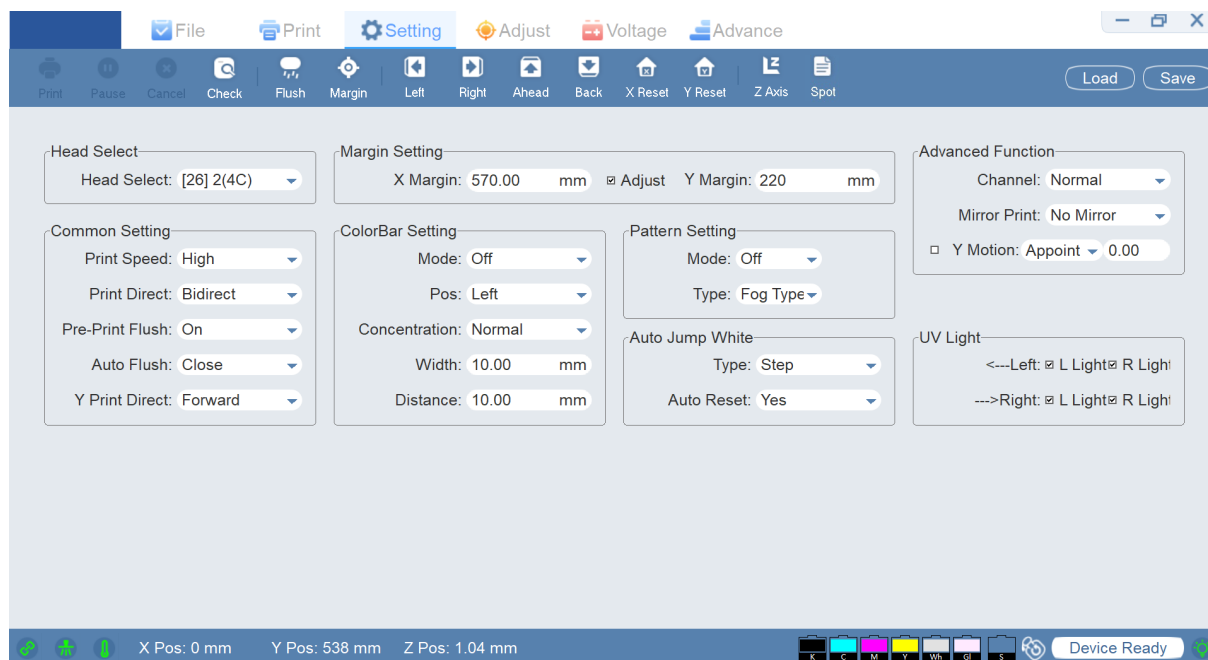 File Print Setting Adjust Voltage Advance
Print Pause Cancel Check Flush Margin Left Right Ahead Back X Reset Y Reset Z Axis Spot Load Save
Head Select
Head Select: [26] 2(4C)
Margin Setting
X Margin: 570.00 mm Adjust Y Margin: 220 mm
Advanced Function
Channel: Normal
Mirror Print: No Mirror
Y Motion: Appoint 0.00
Common Setting
Print Speed: High
Print Direct: Bidirect
Pre-Print Flush: On
Auto Flush: Close
Y Print Direct: Forward
ColorBar Setting
Mode: Off
Pos: Left
Concentration: Normal
Width: 10.00 mm
Distance: 10.00 mm
Pattern Setting
Mode: Off
Type: Fog Type
Auto Jump White
Type: Step
Auto Reset: Yes
UV Light
<---Left: L Light R Light
--->Right: L Light R Light
X Pos: 0 mm Y Pos: 538 mm Z Pos: 1.04 mm K C M Y Wh Gl S Device Ready